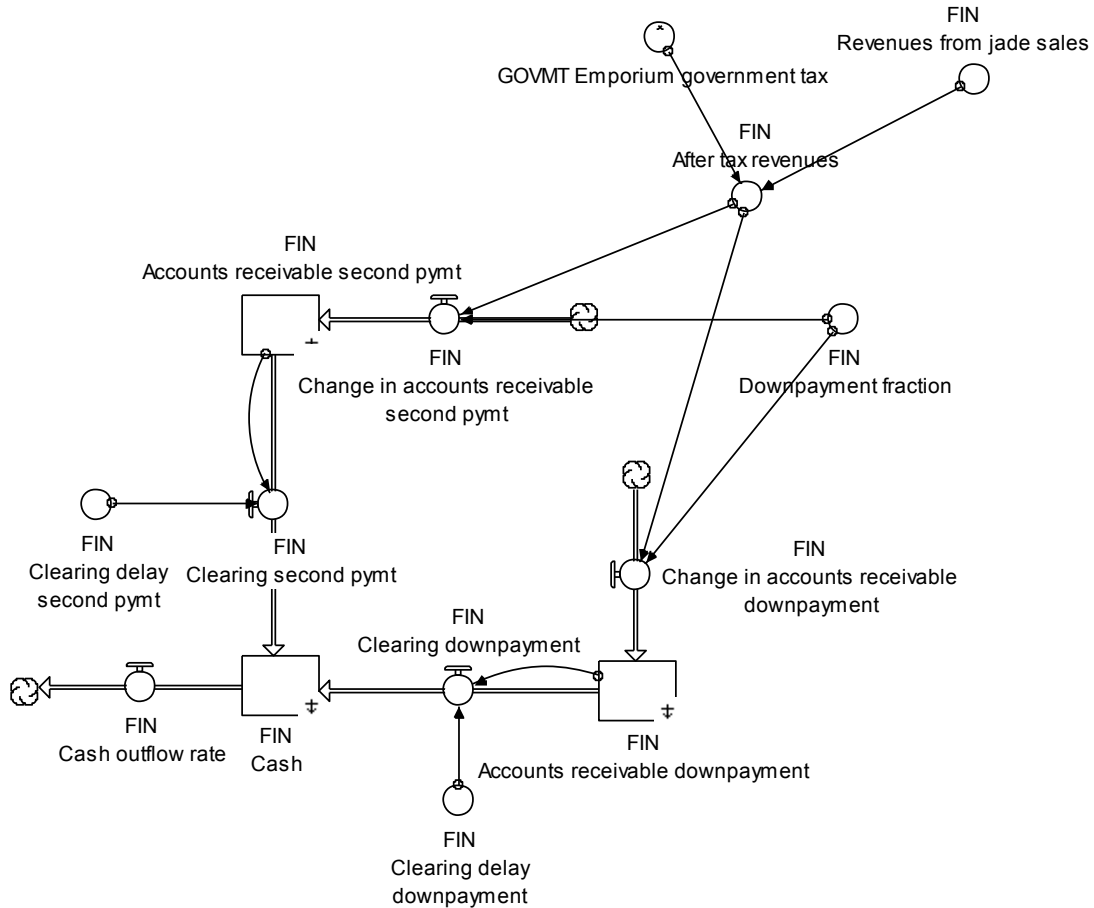 FIN
Revenues from jade sales
GOVMT Emporium government tax
FIN
After tax revenues
FIN
Accounts receivable second pymt
FIN
Change in accounts receivable
second pymt
FIN
Downpayment fraction
FIN
Clearing delay
second pymt
FIN
Clearing second pymt
FIN
Change in accounts receivable
downpayment
FIN
Clearing downpayment
FIN
Cash outflow rate
FIN
Cash
FIN
Accounts receivable downpayment
FIN
Clearing delay
downpayment